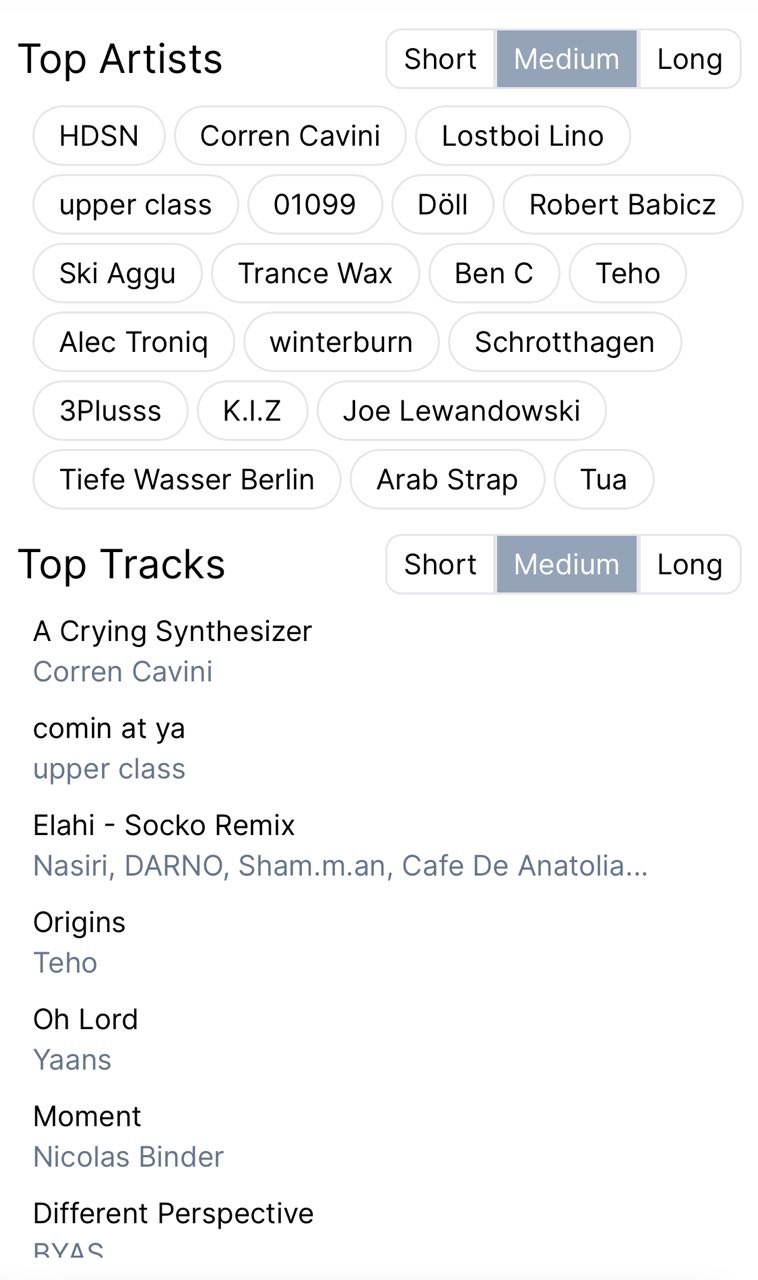 Top Artists Short Medium Long
HDSN Corren Cavini Lostboi Lino
upper class 01099 Döll Robert Babicz
Ski Aggu Trance Wax Ben C Teho
Alec Troniq winterburn Schrotthagen
3Plusss K.I.Z Joe Lewandowski
Tiefe Wasser Berlin Arab Strap Tua
Top Tracks Short Medium Long
A Crying Synthesizer
Corren Cavini
comin at ya
upper class
Elahi - Socko Remix
Nasiri, DARNO, Sham.m.an, Cafe De Anatolia...
Origins
Teho
Oh Lord
Yaans
Moment
Nicolas Binder
Different Perspective
BYAS